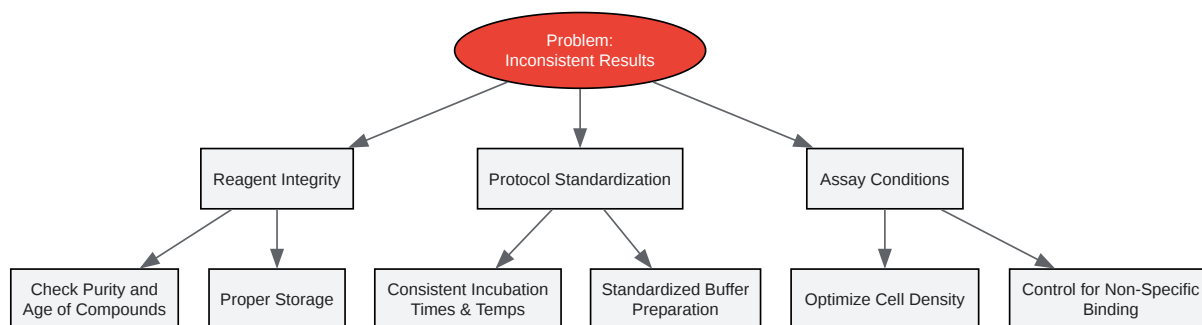 Problem:
Inconsistent Results
Reagent Integrity
Protocol Standardization
Assay Conditions
Check Purity and
Age of Compounds
Proper Storage
Consistent Incubation
Times & Temps
Standardized Buffer
Preparation
Optimize Cell Density
Control for Non-Specific
Binding